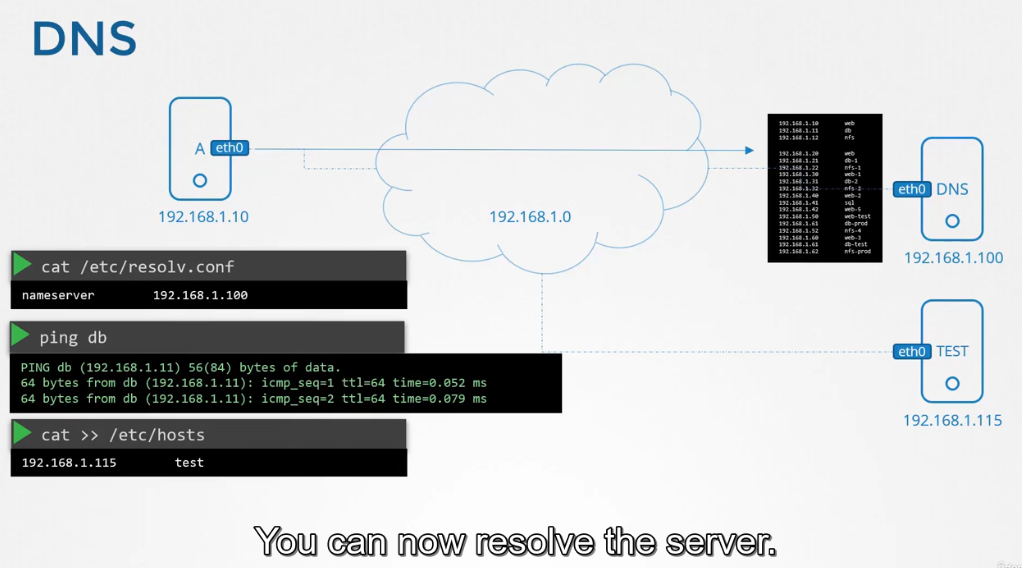 DNS
A eth0
192.168.1.10
192.168.1.0
192.168.1.10 web
192.168.1.11 db
192.168.1.12 nfs
192.168.1.20 web
192.168.1.21 db-1
192.168.1.22 nfs-1
192.168.1.30 web-1
192.168.1.31 db-2
192.168.1.32 nfs-2
192.168.1.40 web-2
192.168.1.41 sql
192.168.1.42 web-5
192.168.1.50 web-test
192.168.1.61 db-prod
192.168.1.52 nfs-4
192.168.1.60 web-3
192.168.1.61 db-test
192.168.1.62 nfs-prod
eth0 DNS
192.168.1.100
cat /etc/resolv.conf
nameserver 192.168.1.100
ping db
PING db (192.168.1.11) 56(84) bytes of data.
64 bytes from db (192.168.1.11): icmp_seq=1 ttl=64 time=0.052 ms
64 bytes from db (192.168.1.11): icmp_seq=2 ttl=64 time=0.079 ms
eth0 TEST
192.168.1.115
cat >> /etc/hosts
192.168.1.115 test
You can now resolve the server.